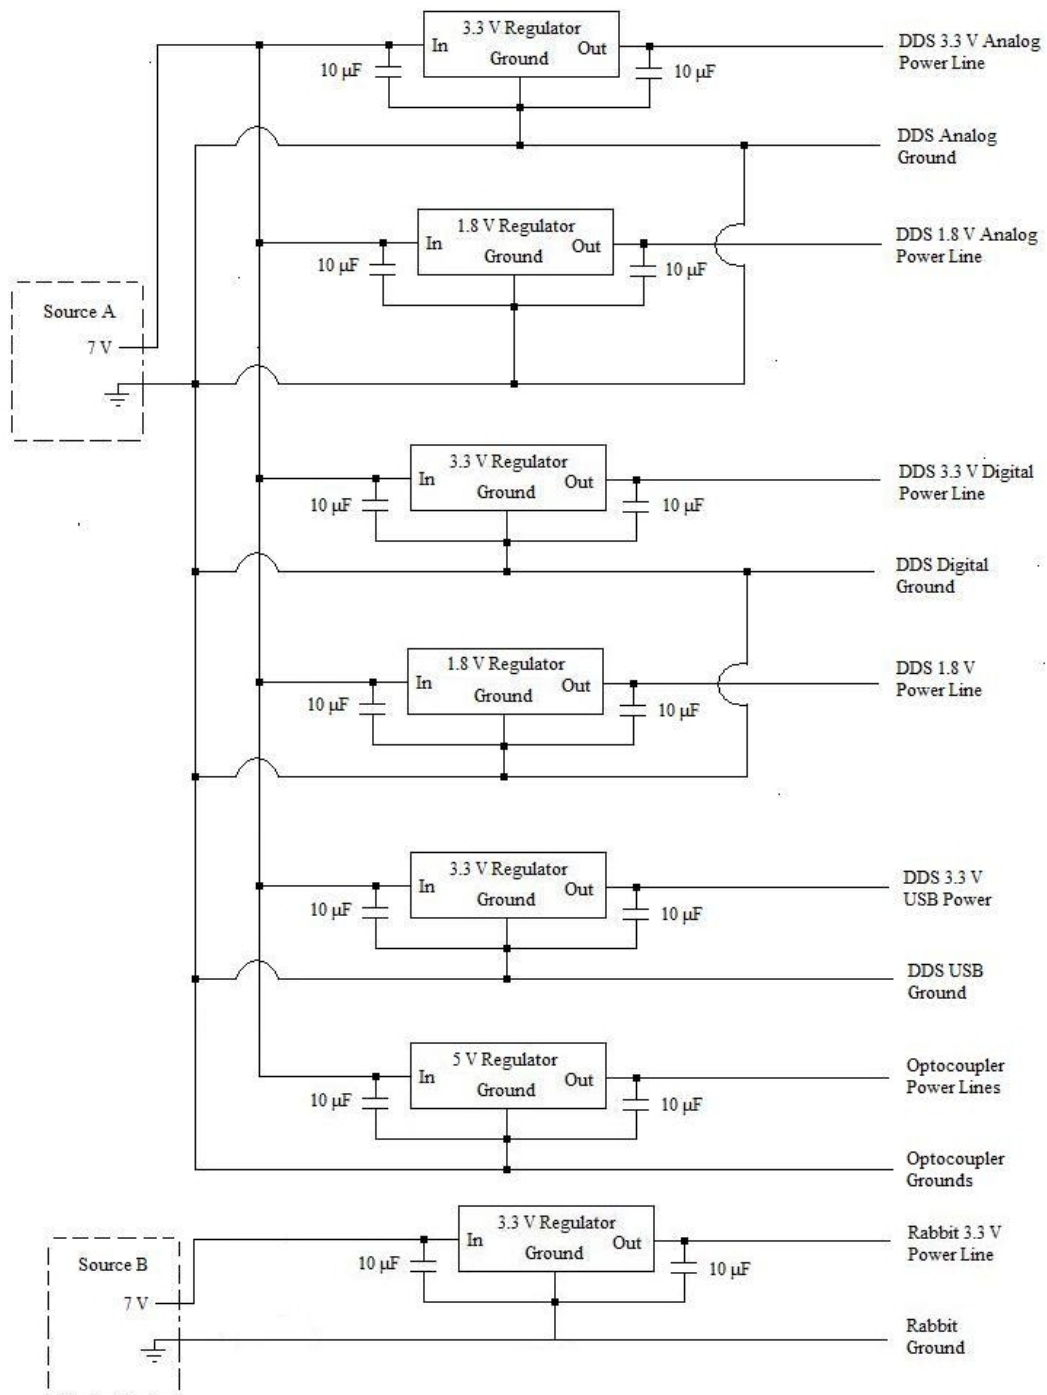 3.3 V Regulator
In
Out
Ground
10 µF
10 µF
DDS 3.3 V Analog
Power Line
DDS Analog
Ground
1.8 V Regulator
In
Out
Ground
10 µF
10 µF
DDS 1.8 V Analog
Power Line
Source A
7 V
3.3 V Regulator
In
Out
Ground
10 µF
10 µF
DDS 3.3 V Digital
Power Line
DDS Digital
Ground
1.8 V Regulator
In
Out
Ground
10 µF
10 µF
DDS 1.8 V
Power Line
3.3 V Regulator
In
Out
Ground
10 µF
10 µF
DDS 3.3 V
USB Power
DDS USB
Ground
5 V Regulator
In
Out
Ground
10 µF
10 µF
Optocoupler
Power Lines
Optocoupler
Grounds
3.3 V Regulator
In
Out
Ground
10 µF
10 µF
Rabbit 3.3 V
Power Line
Source B
7 V
Rabbit
Ground